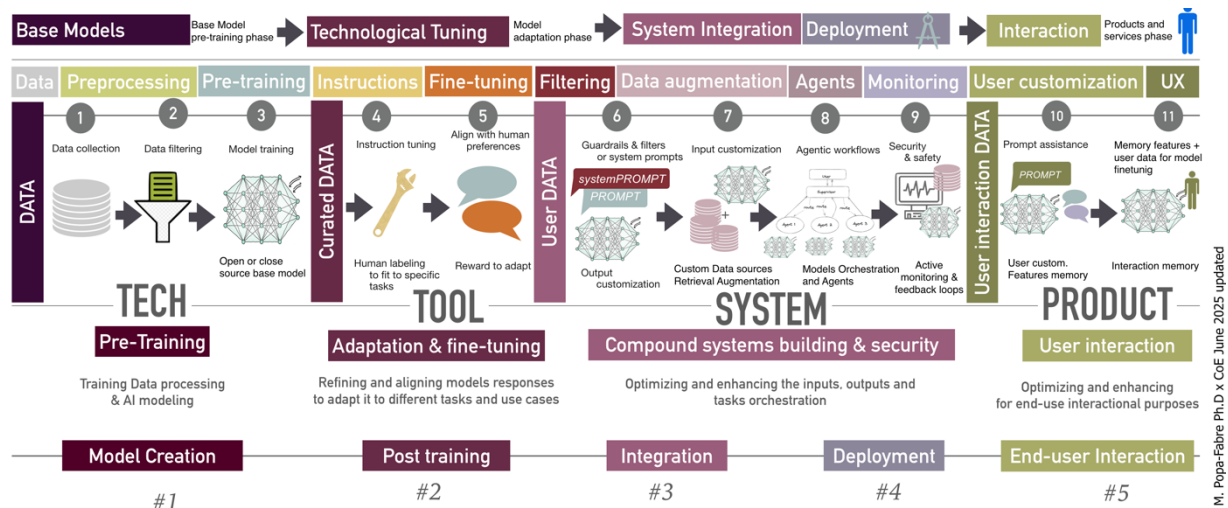 Base Models
Base Model
pre-training phase
Technological Tuning
Model
adaptation phase
System Integration
Deployment
Interaction
Products and
services phase
Data
Preprocessing
Pre-training
Instructions
Fine-tuning
Filtering
Data augmentation
Agents
Monitoring
User customization
UX
DATA
1
Data collection
2
Data filtering
3
Model training
Open or close
source base model
Curated DATA
4
Instruction tuning
Human labeling
to fit to specific
tasks
5
Align with human
preferences
Reward to adapt
User DATA
6
Guardrails & filters
or system prompts
systemPROMPT
PROMPT
Output
customization
7
Input customization
+
Custom Data sources
Retrieval Augmentation
8
Agentic workflows
User
Supervisor
Agent 1
Agent 2
Agent 3
Models Orchestration
and Agents
9
Security
& safety
Active
monitoring &
feedback loops
User interaction DATA
10
Prompt assistance
PROMPT
User custom.
Features memory
11
Memory features +
user data for model
finetunig
Interaction memory
TECH
TOOL
SYSTEM
PRODUCT
Pre-Training
Adaptation & fine-tuning
Compound systems building & security
User interaction
Training Data processing
& AI modeling
Refining and aligning models responses
to adapt it to different tasks and use cases
Optimizing and enhancing the inputs, outputs and
tasks orchestration
Optimizing and enhancing
for end-use interactional purposes
Model Creation
Post training
Integration
Deployment
End-user Interaction
#1
#2
#3
#4
#5
M. Popa-Fabre Ph.D x CoE June 2025 updated